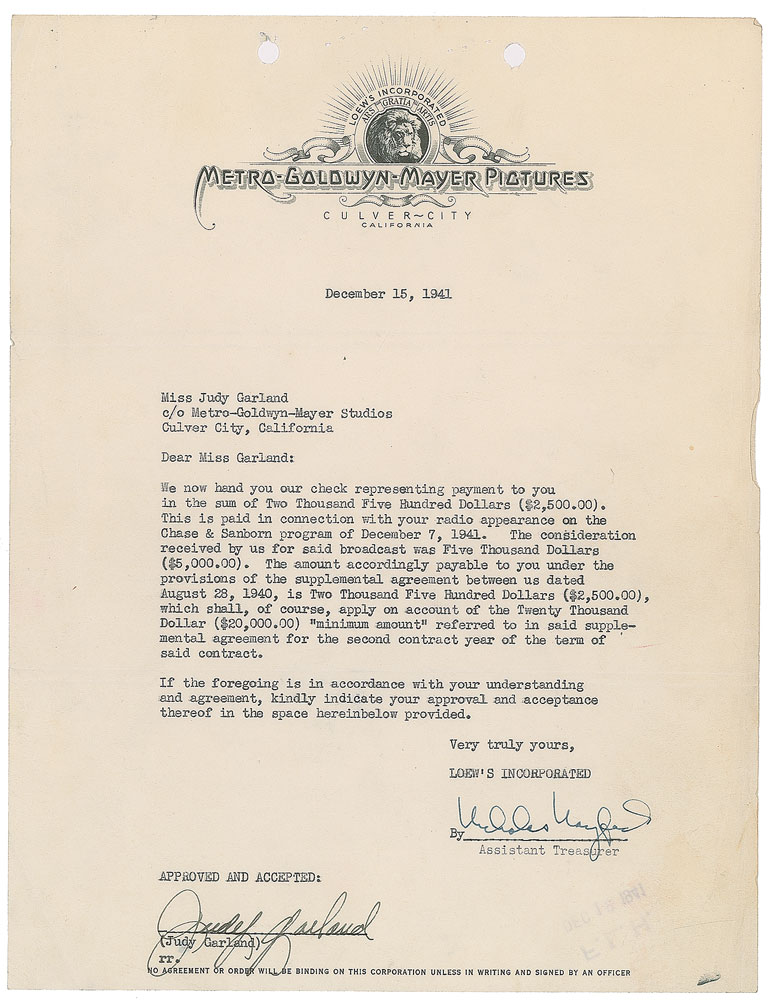 LOEW'S INCORPORATED
ARS GRATIA ARTIS
METRO-GOLDWYN-MAYER PICTURES
CULVER~CITY
CALIFORNIA
December 15, 1941
Miss Judy Garland
c/o Metro-Goldwyn-Mayer Studios
Culver City, California
Dear Miss Garland:
We now hand you our check representing payment to you
in the sum of Two Thousand Five Hundred Dollars ($2,500.00).
This is paid in connection with your radio appearance on the
Chase & Sanborn program of December 7, 1941.  The consideration
received by us for said broadcast was Five Thousand Dollars
($5,000.00).  The amount accordingly payable to you under the
provisions of the supplemental agreement between us dated
August 28, 1940, is Two Thousand Five Hundred Dollars ($2,500.00),
which shall, of course, apply on account of the Twenty Thousand
Dollar ($20,000.00) "minimum amount" referred to in said supple-
mental agreement for the second contract year of the term of
said contract.
If the foregoing is in accordance with your understanding
and agreement, kindly indicate your approval and acceptance
thereof in the space hereinbelow provided.
Very truly yours,
LOEW'S INCORPORATED
Nicholas
By
Assistant Treasurer
APPROVED AND ACCEPTED:
Judy Garland
(Judy Garland)
rr.
NO AGREEMENT OR ORDER WILL BE BINDING ON THIS CORPORATION UNLESS IN WRITING AND SIGNED BY AN OFFICER
DEC 1941